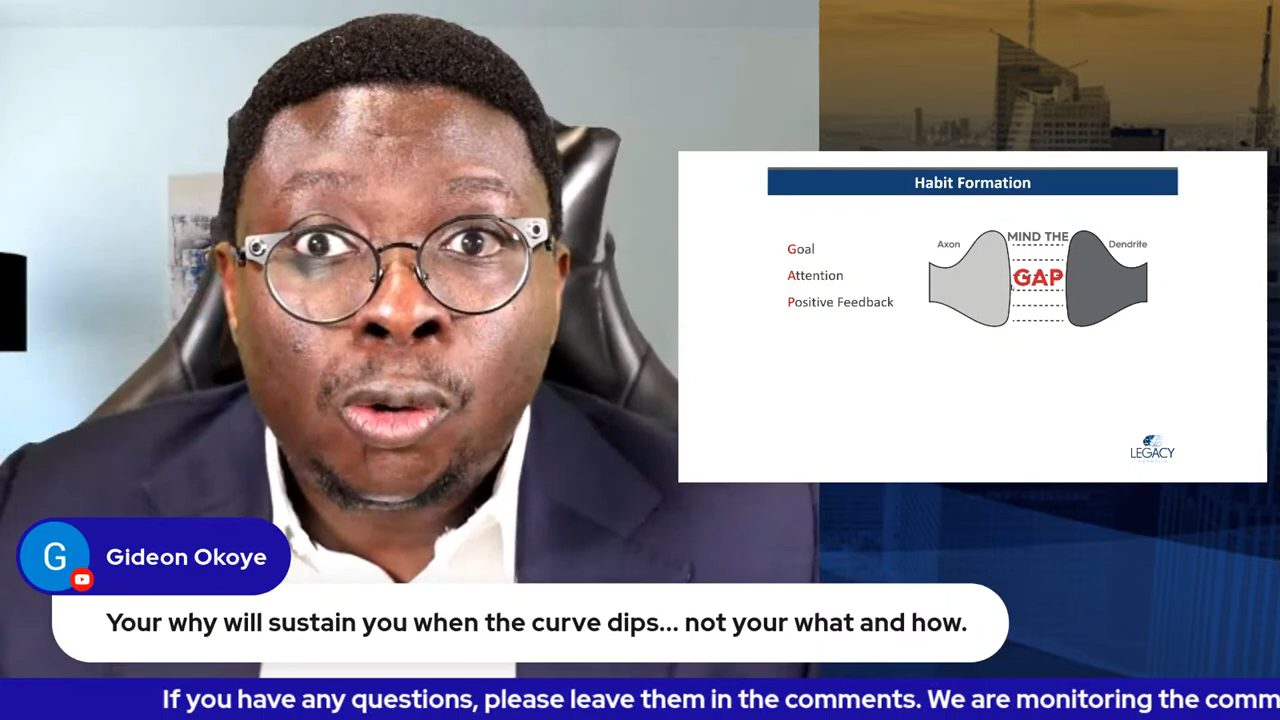 Habit Formation
Goal
Attention
Positive Feedback
Axon
MIND THE
GAP
Dendrite
LEGACY
G
Gideon Okoye
Your why will sustain you when the curve dips... not your what and how.
If you have any questions, please leave them in the comments. We are monitoring the comm